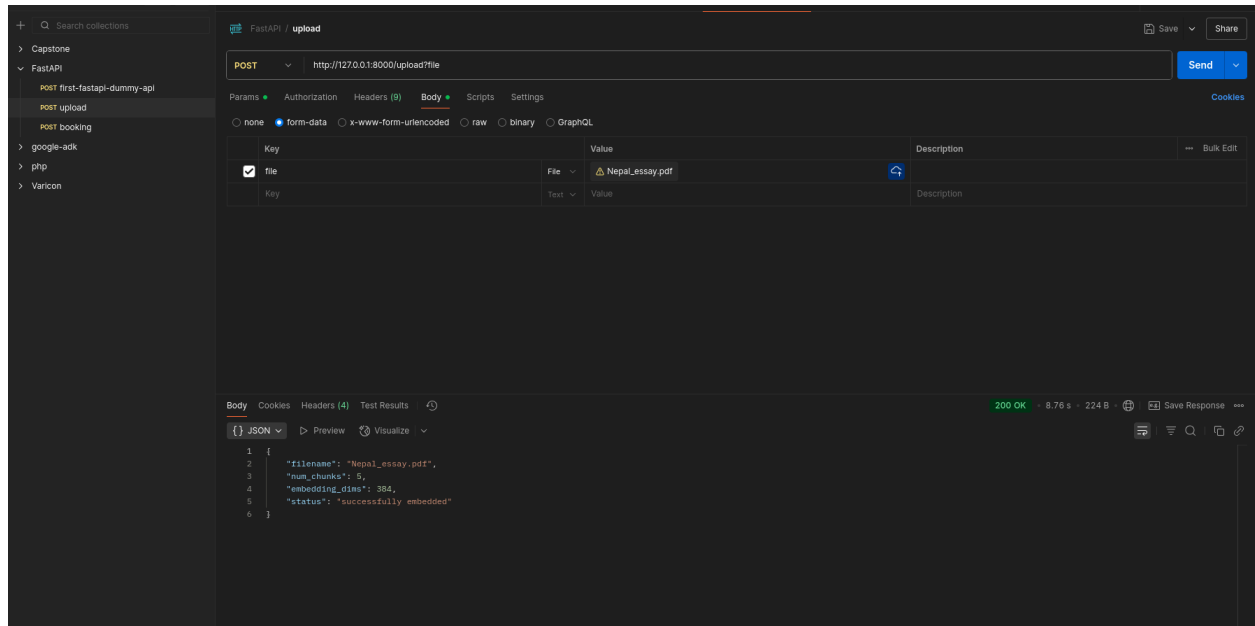 Search collections
Capstone
FastAPI
POST first-fastapi-dummy-api
POST upload
POST booking
google-adk
php
Varicon
HTTP FastAPI / upload
Save
Share
POST http://127.0.0.1:8000/upload?file
Send
Params Authorization Headers (9) Body Scripts Settings
Cookies
none form-data x-www-form-urlencoded raw binary GraphQL
Key Value Description Bulk Edit
file File Nepal_essay.pdf
Key Text Value Description
Body Cookies Headers (4) Test Results
200 OK 8.76 s 224 B Save Response
{} JSON Preview Visualize
1 {
2 "filename": "Nepal_essay.pdf",
3 "num_chunks": 5,
4 "embedding_dims": 384,
5 "status": "successfully embedded"
6 }